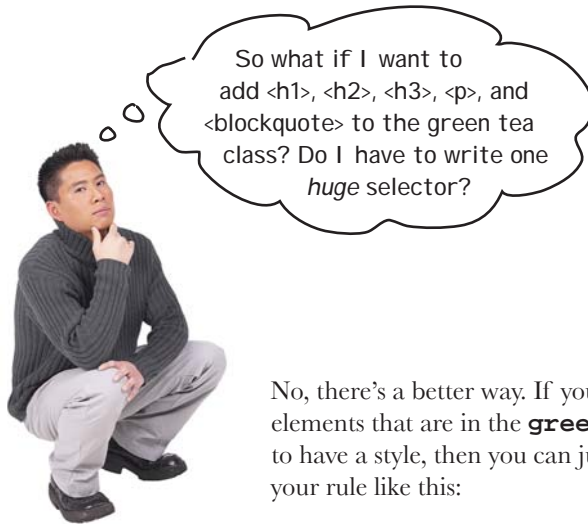 So what if I want to
add <h1>, <h2>, <h3>, <p>, and
<blockquote> to the green tea
class? Do I have to write one
huge selector?
No, there's a better way. If you
elements that are in the gree
to have a style, then you can ju
your rule like this: